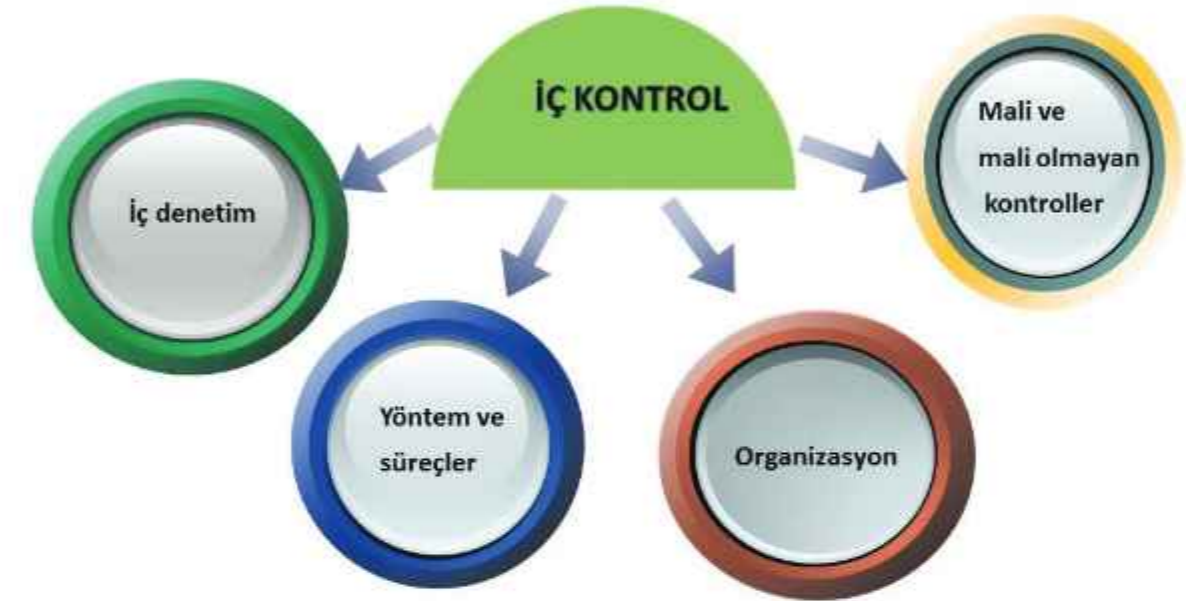 İÇ KONTROL
Mali ve
mali olmayan
kontroller
İç denetim
Yöntem ve
süreçler
Organizasyon